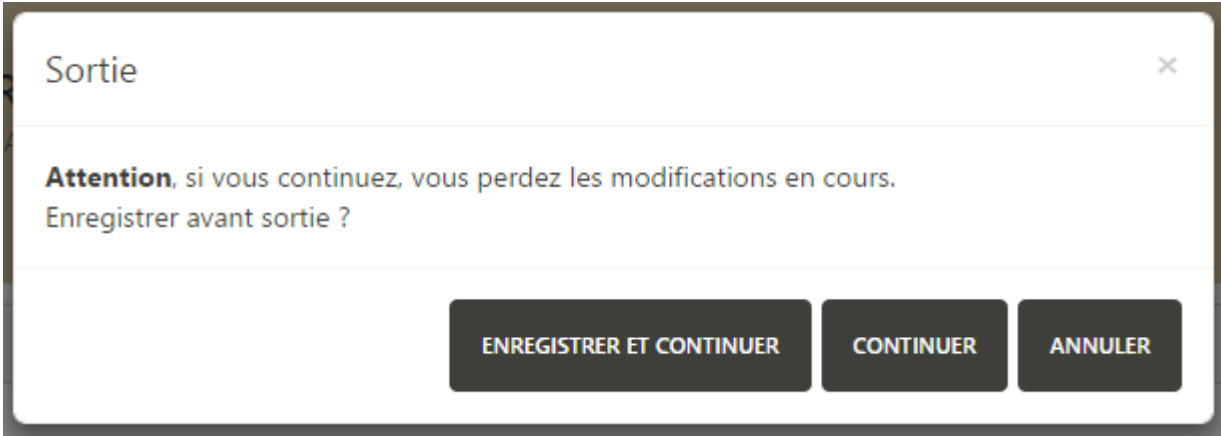 Sortie
×
Attention, si vous continuez, vous perdez les modifications en cours.
Enregistrer avant sortie ?
ENREGISTRER ET CONTINUER CONTINUER ANNULER